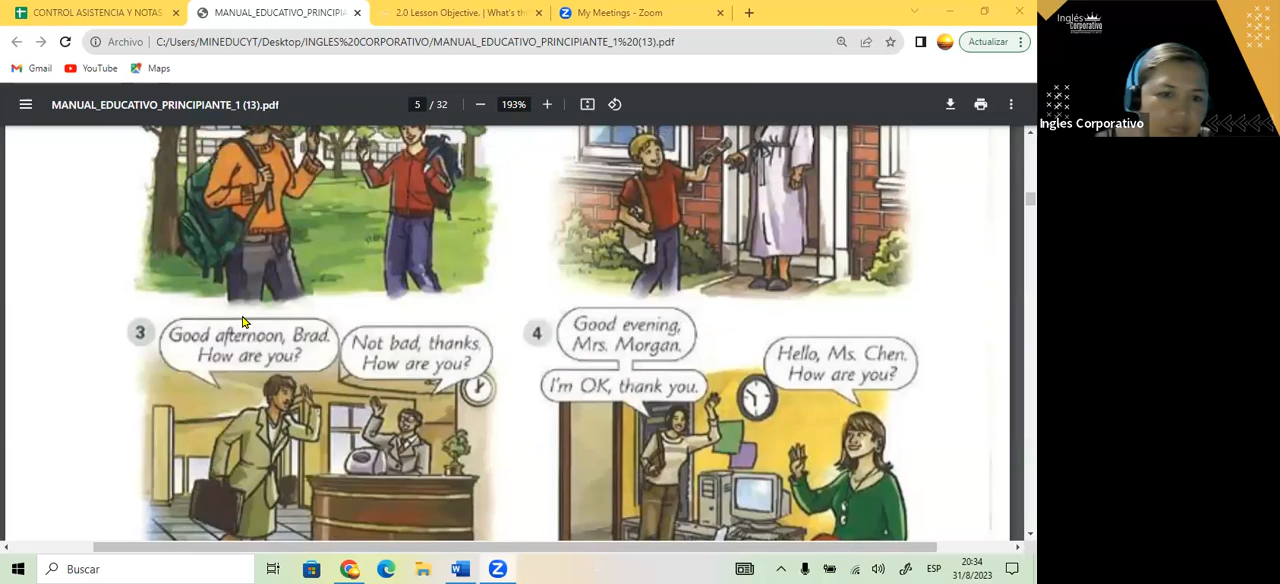 CONTROL ASISTENCIA Y NOTAS
MANUAL_EDUCATIVO_PRINCIPIA
2.0 Lesson Objective. | What's th
My Meetings - Zoom
Archivo
C:/Users/MINEDUCYT/Desktop/INGLES%20CORPORATIVO/MANUAL_EDUCATIVO_PRINCIPIANTE_1%20(13).pdf
Actualizar
Gmail
YouTube
Maps
MANUAL_EDUCATIVO_PRINCIPIANTE_1 (13).pdf
5 / 32
193%
Inglés
Corporativo
Ingles Corporativo
3
Good afternoon, Brad.
How are you?
Not bad, thanks.
How are you?
4
Good evening,
Mrs. Morgan.
I'm OK, thank you.
Hello, Ms. Chen.
How are you?
Buscar
ESP
20:34
31/8/2023